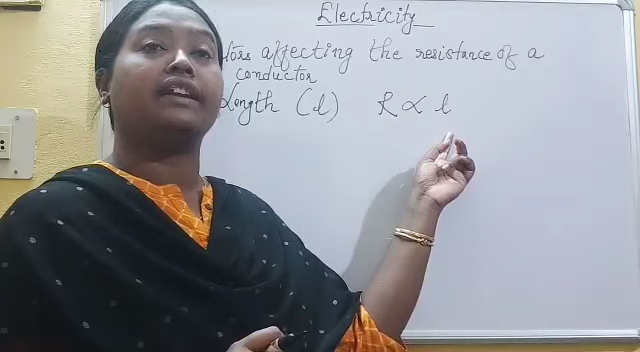 Electricity
tors affecting the resistance of a
conductor
Length (l) R ∝ l